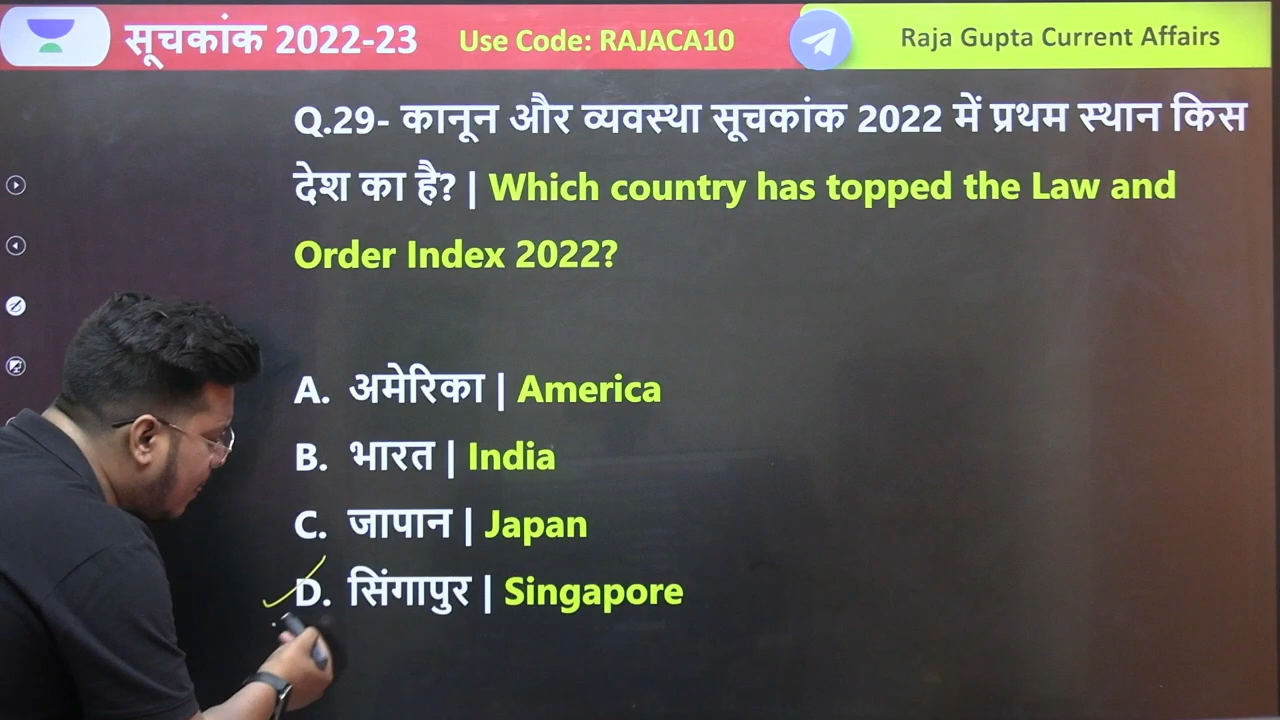 सूचकांक 2022-23 Use Code: RAJACA10 Raja Gupta Current Affairs
Q.29- कानून और व्यवस्था सूचकांक 2022 में प्रथम स्थान किस
देश का है? | Which country has topped the Law and
Order Index 2022?
A. अमेरिका | America
B. भारत | India
C. जापान | Japan
D. सिंगापुर | Singapore